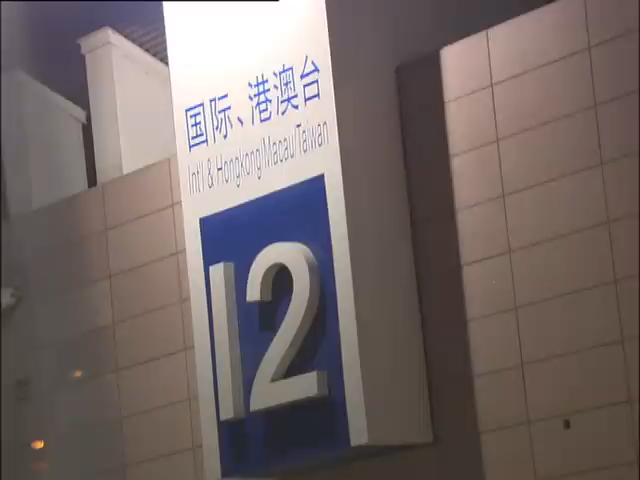 国际、港澳台
Int'l & Hongkong/Macau/Taiwan
12